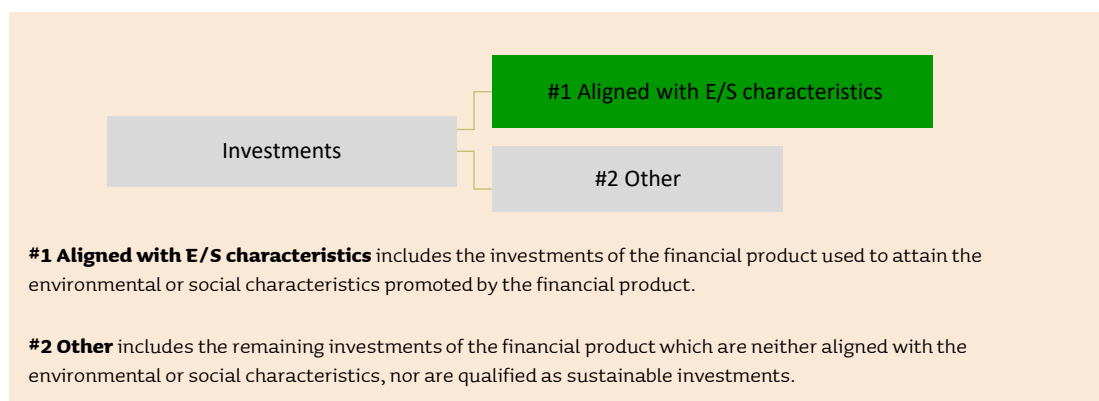 #1 Aligned with E/S characteristics
Investments
#2 Other
#1 Aligned with E/S characteristics includes the investments of the financial product used to attain the
environmental or social characteristics promoted by the financial product.
#2 Other includes the remaining investments of the financial product which are neither aligned with the
environmental or social characteristics, nor are qualified as sustainable investments.